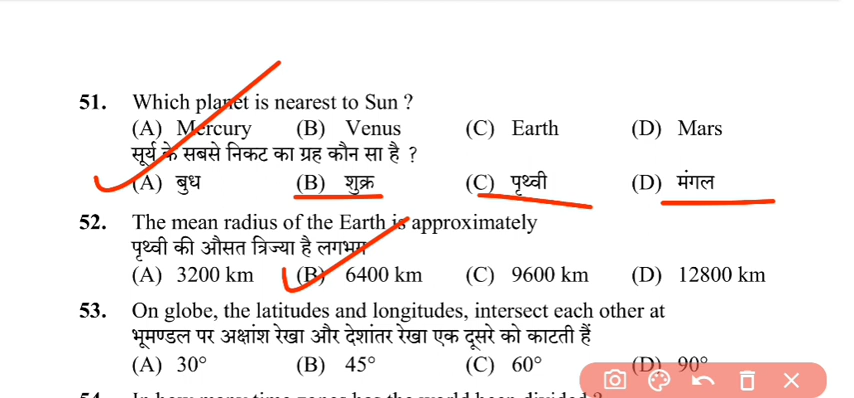 51. Which planet is nearest to Sun ?
(A) Mercury (B) Venus (C) Earth (D) Mars
सूर्य के सबसे निकट का ग्रह कौन सा है ?
(A) बुध (B) शुक्र (C) पृथ्वी (D) मंगल
52. The mean radius of the Earth is approximately
पृथ्वी की औसत त्रिज्या है लगभग
(A) 3200 km (B) 6400 km (C) 9600 km (D) 12800 km
53. On globe, the latitudes and longitudes, intersect each other at
भूमण्डल पर अक्षांश रेखा और देशांतर रेखा एक दूसरे को काटती हैं
(A) 30° (B) 45° (C) 60° (D) 90°